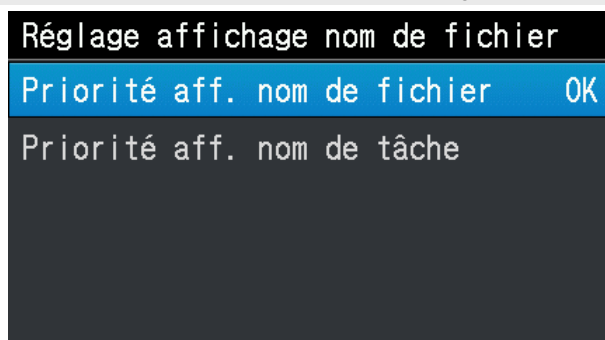 Réglage affichage nom de fichier
Priorité aff. nom de fichier OK
Priorité aff. nom de tâche